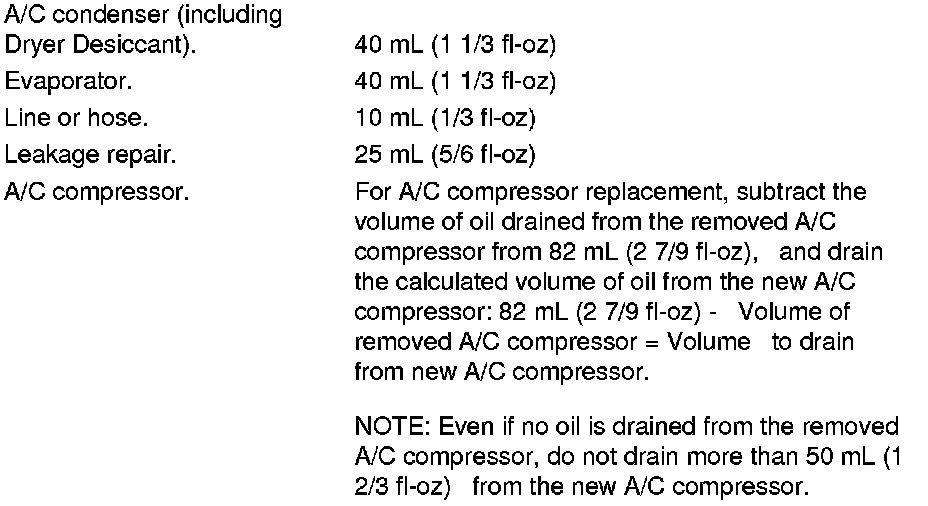 A/C condenser (including
Dryer Desiccant). 40 mL (1 1/3 fl-oz)
Evaporator. 40 mL (1 1/3 fl-oz)
Line or hose. 10 mL (1/3 fl-oz)
Leakage repair. 25 mL (5/6 fl-oz)
A/C compressor. For A/C compressor replacement, subtract the
volume of oil drained from the removed A/C
compressor from 82 mL (2 7/9 fl-oz), and drain
the calculated volume of oil from the new A/C
compressor: 82 mL (2 7/9 fl-oz) - Volume of
removed A/C compressor = Volume to drain
from new A/C compressor.
NOTE: Even if no oil is drained from the removed
A/C compressor, do not drain more than 50 mL (1
2/3 fl-oz) from the new A/C compressor.